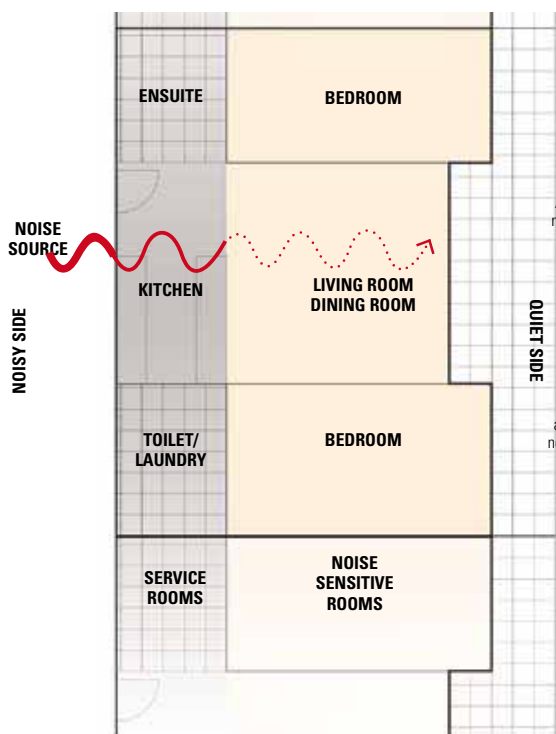 ENSUITE
BEDROOM
NOISE
SOURCE
KITCHEN
LIVING ROOM
DINING ROOM
NOISY SIDE
QUIET SIDE
TOILET/
LAUNDRY
BEDROOM
SERVICE
ROOMS
NOISE
SENSITIVE
ROOMS